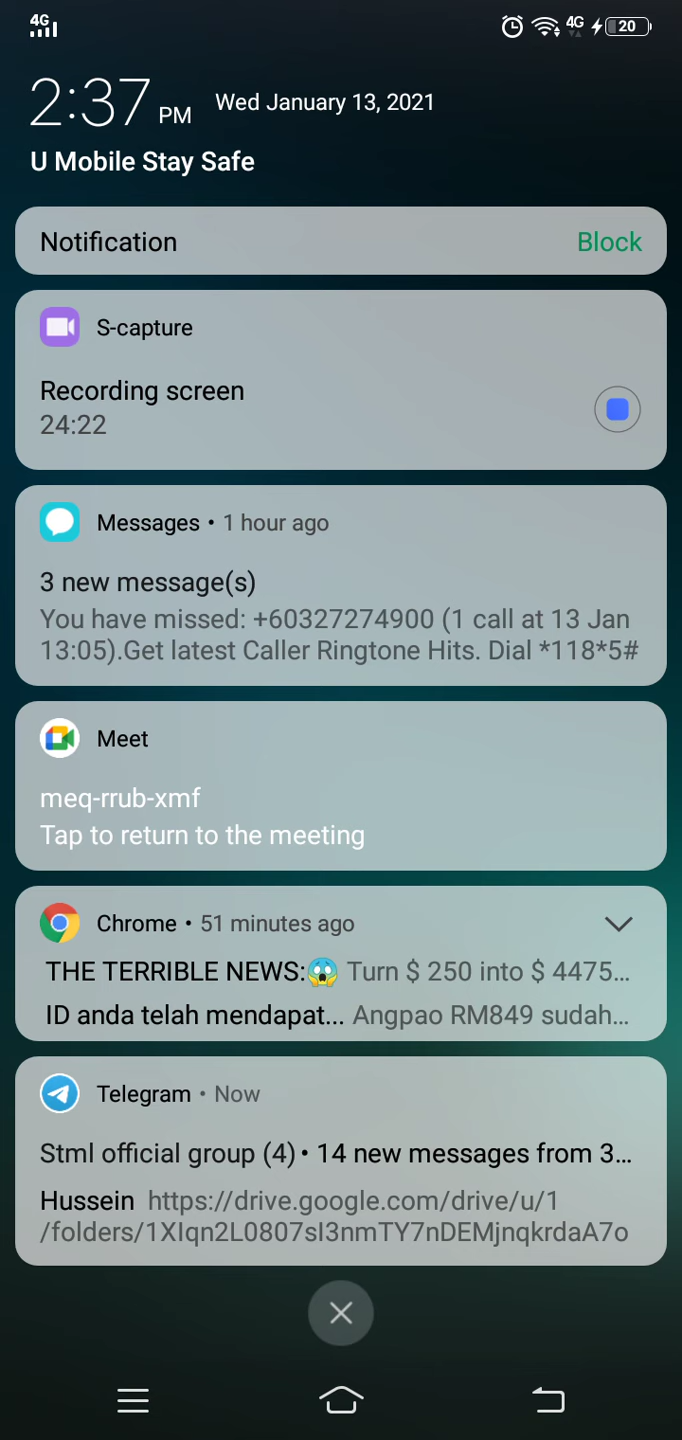 4G 4G 20
2:37 PM Wed January 13, 2021
U Mobile Stay Safe
Notification Block
S-capture
Recording screen
24:22
Messages • 1 hour ago
3 new message(s)
You have missed: +60327274900 (1 call at 13 Jan
13:05).Get latest Caller Ringtone Hits. Dial *118*5#
Meet
meq-rrub-xmf
Tap to return to the meeting
Chrome • 51 minutes ago
THE TERRIBLE NEWS:😱 Turn $ 250 into $ 4475...
ID anda telah mendapat... Angpao RM849 sudah...
Telegram • Now
Stml official group (4) • 14 new messages from 3...
Hussein https://drive.google.com/drive/u/1
/folders/1XIqn2L0807sI3nmTY7nDEMjnqkrdaA7o